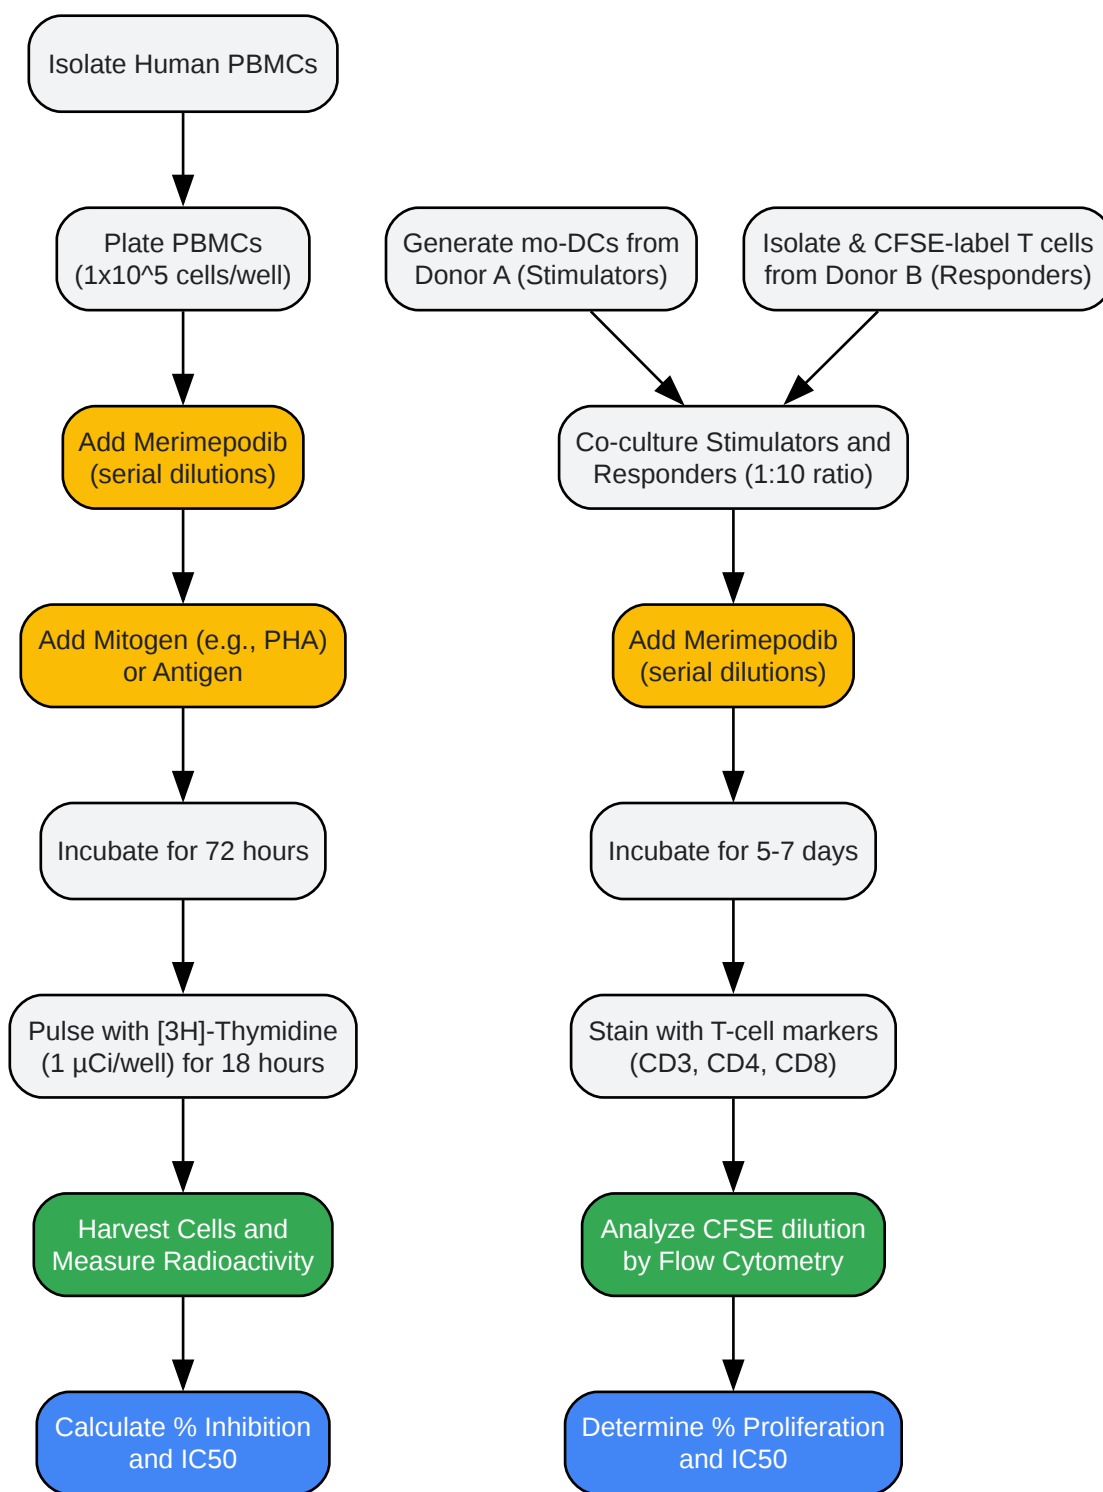 Isolate Human PBMCs
Plate PBMCs
(1x10^5 cells/well)
Add Merimepodib
(serial dilutions)
Add Mitogen (e.g., PHA)
or Antigen
Incubate for 72 hours
Pulse with [3H]-Thymidine
(1 µCi/well) for 18 hours
Harvest Cells and
Measure Radioactivity
Calculate % Inhibition
and IC50
Generate mo-DCs from
Donor A (Stimulators)
Isolate & CFSE-label T cells
from Donor B (Responders)
Co-culture Stimulators and
Responders (1:10 ratio)
Add Merimepodib
(serial dilutions)
Incubate for 5-7 days
Stain with T-cell markers
(CD3, CD4, CD8)
Analyze CFSE dilution
by Flow Cytometry
Determine % Proliferation
and IC50